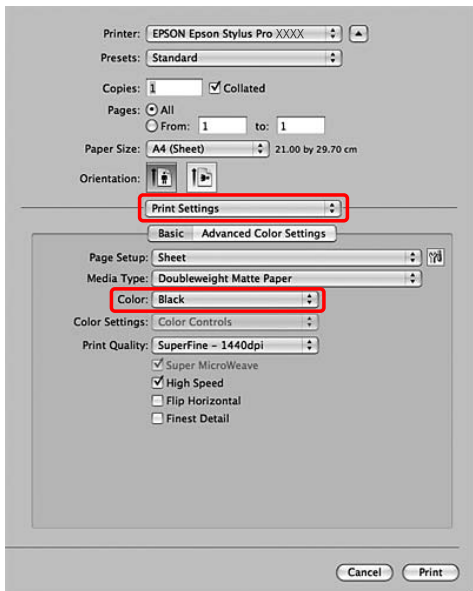 Printer: EPSON Epson Stylus Pro XXXX
Presets: Standard
Copies: 1 Collated
Pages: All
From: 1 to: 1
Paper Size: A4 (Sheet) 21.00 by 29.70 cm
Orientation:
Print Settings
Basic Advanced Color Settings
Page Setup: Sheet
Media Type: Doubleweight Matte Paper
Color: Black
Color Settings: Color Controls
Print Quality: SuperFine - 1440dpi
Super MicroWeave
High Speed
Flip Horizontal
Finest Detail
Cancel Print